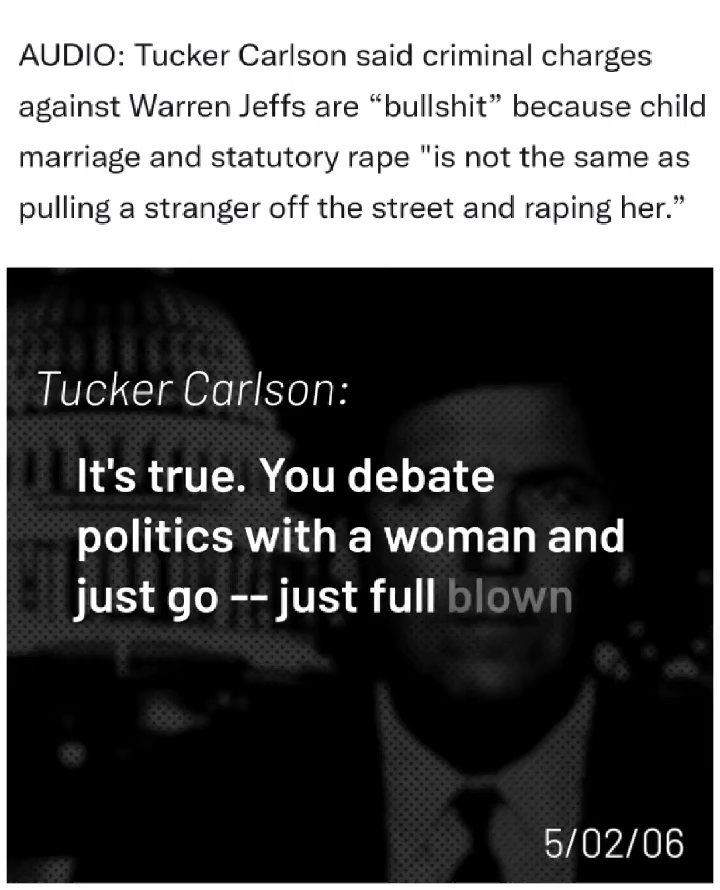 AUDIO: Tucker Carlson said criminal charges
against Warren Jeffs are “bullshit” because child
marriage and statutory rape "is not the same as
pulling a stranger off the street and raping her.”
Tucker Carlson:
It's true. You debate
politics with a woman and
just go -- just full blown
5/02/06